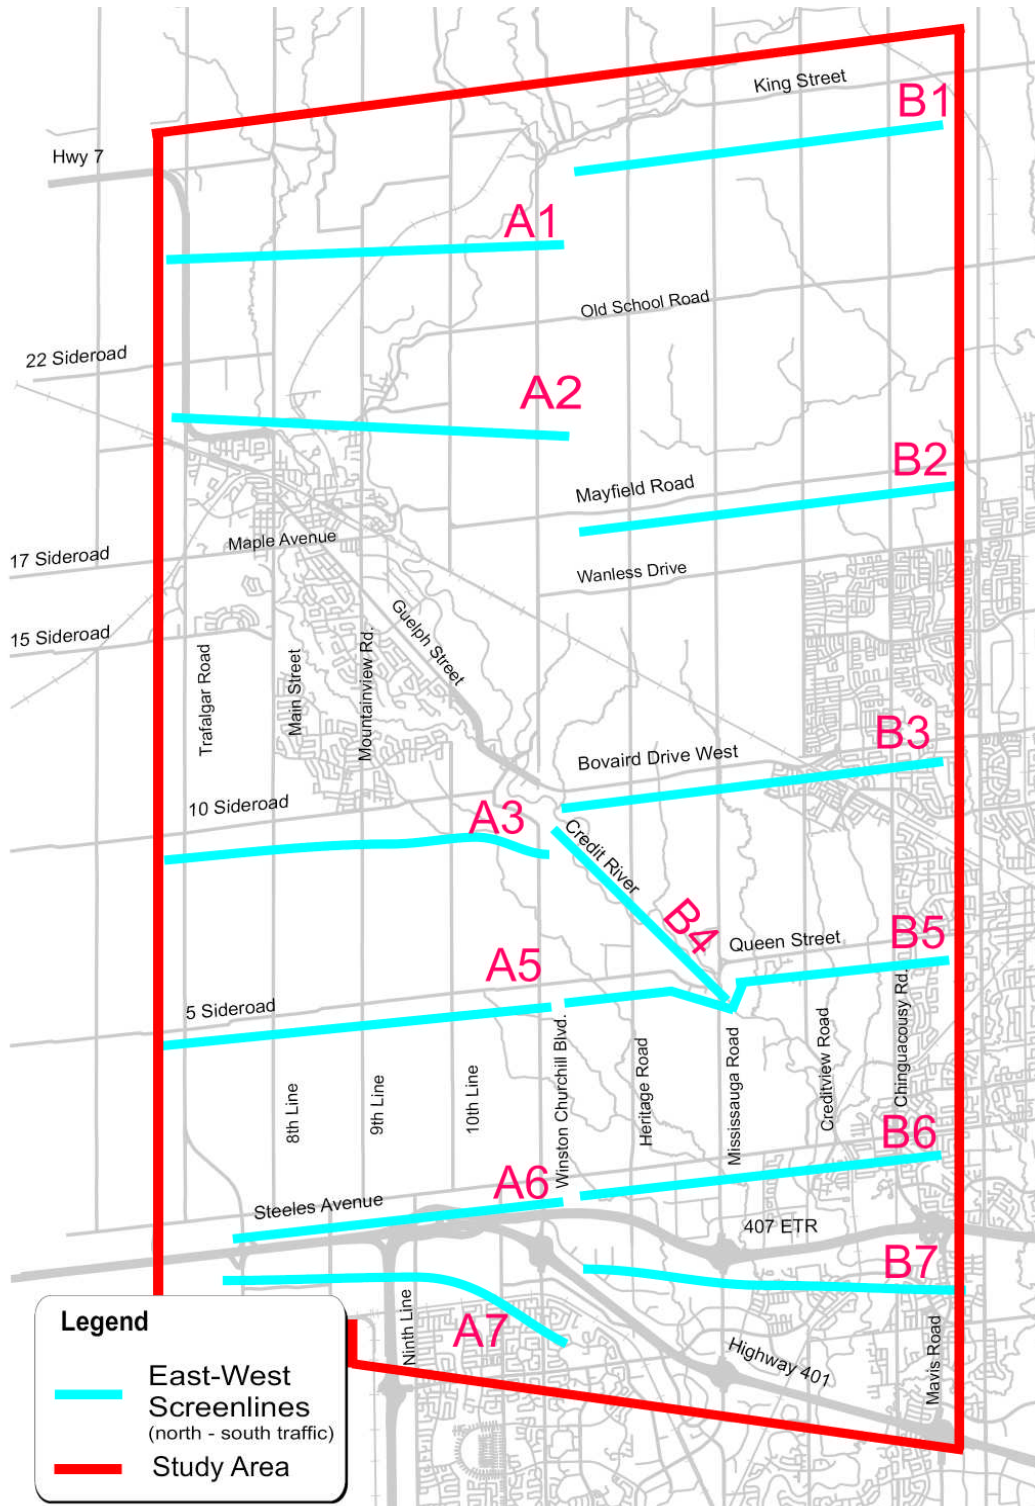 King Street
B1
Hwy 7
A1
Old School Road
22 Sideroad
A2
B2
Mayfield Road
Maple Avenue
17 Sideroad
Wanless Drive
15 Sideroad
Guelph Street
Trafalgar Road
Main Street
Mountainview Rd.
B3
Bovaird Drive West
10 Sideroad
A3
Credit River
B4
Queen Street
B5
A5
5 Sideroad
8th Line
9th Line
10th Line
Winston Churchill Blvd.
Heritage Road
Mississauga Road
Creditview Road
Chinguacousy Rd.
B6
A6
Steeles Avenue
407 ETR
B7
A7
Ninth Line
Highway 401
Mavis Road
Legend
East-West
Screenlines
(north - south traffic)
Study Area